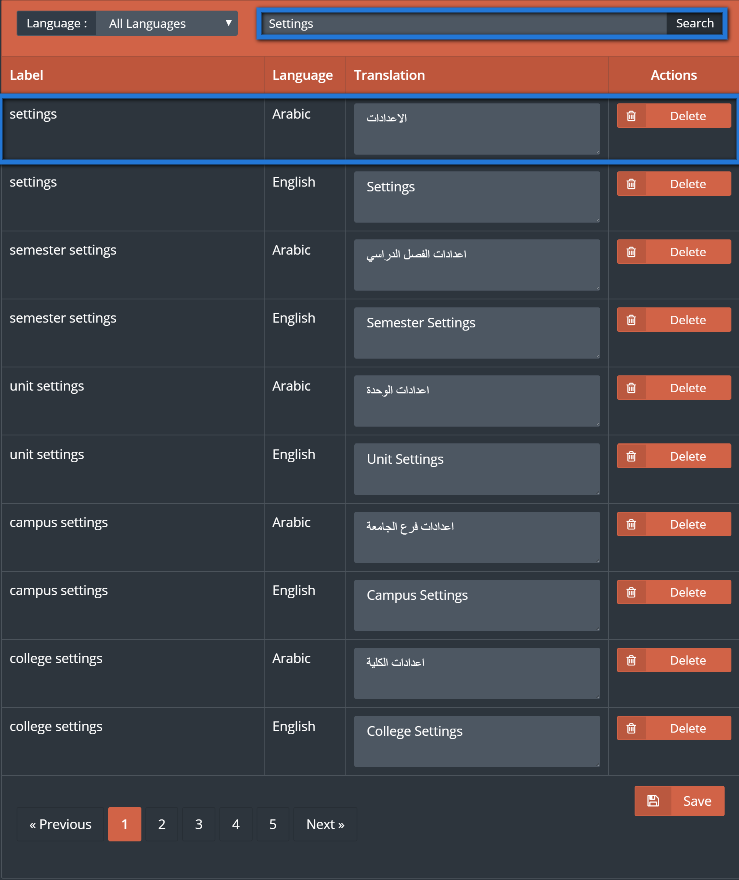 Language : All Languages ▼ Settings Search
Label Language Translation Actions
settings Arabic الاعدادات Delete
settings English Settings Delete
semester settings Arabic اعدادات الفصل الدراسي Delete
semester settings English Semester Settings Delete
unit settings Arabic اعدادات الوحدة Delete
unit settings English Unit Settings Delete
campus settings Arabic اعدادات فرع الجامعة Delete
campus settings English Campus Settings Delete
college settings Arabic اعدادات الكلية Delete
college settings English College Settings Delete
Save
« Previous 1 2 3 4 5 Next »